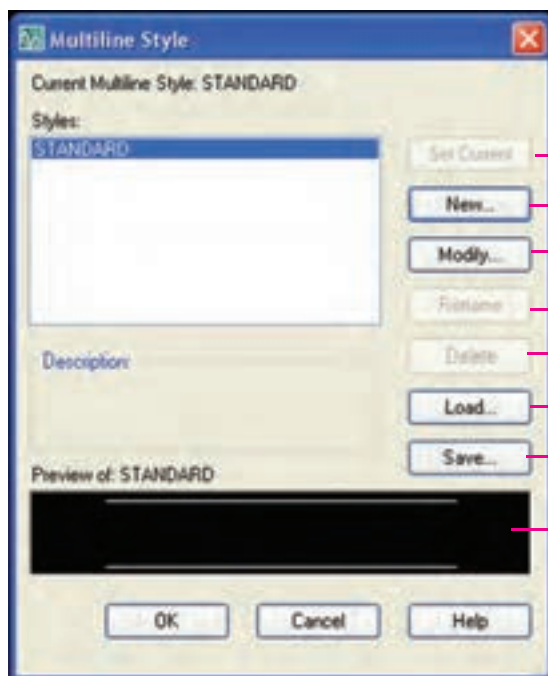 Multiline Style
Current Multiline Style: STANDARD
Styles:
STANDARD
Set Current
New...
Modify...
Rename
Delete
Description:
Load...
Save...
Preview of: STANDARD
OK
Cancel
Help